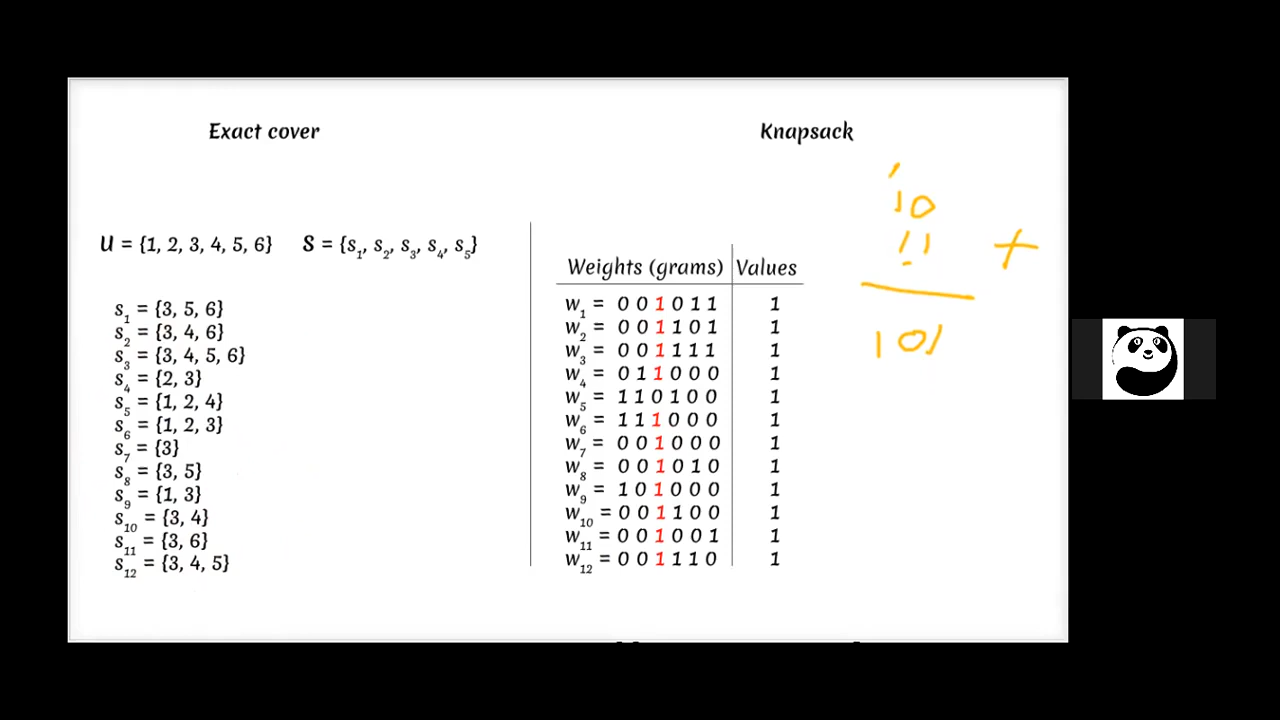 Exact cover
Knapsack
U = {1, 2, 3, 4, 5, 6} S = {s₁, s₂, s₃, s₄, s₅}
s₁ = {3, 5, 6}
s₂ = {3, 4, 6}
s₃ = {3, 4, 5, 6}
s₄ = {2, 3}
s₅ = {1, 2, 4}
s₆ = {1, 2, 3}
s₇ = {3}
s₈ = {3, 5}
s₉ = {1, 3}
s₁₀ = {3, 4}
s₁₁ = {3, 6}
s₁₂ = {3, 4, 5}
Weights (grams) Values
w₁ = 0 0 1 0 1 1 1
w₂ = 0 0 1 1 0 1 1
w₃ = 0 0 1 1 1 1 1
w₄ = 0 1 1 0 0 0 1
w₅ = 1 1 0 1 0 0 1
w₆ = 1 1 1 0 0 0 1
w₇ = 0 0 1 0 0 0 1
w₈ = 0 0 1 0 1 0 1
w₉ = 1 0 1 0 0 0 1
w₁₀ = 0 0 1 1 0 0 1
w₁₁ = 0 0 1 0 0 1 1
w₁₂ = 0 0 1 1 1 0 1
10
11 +
101